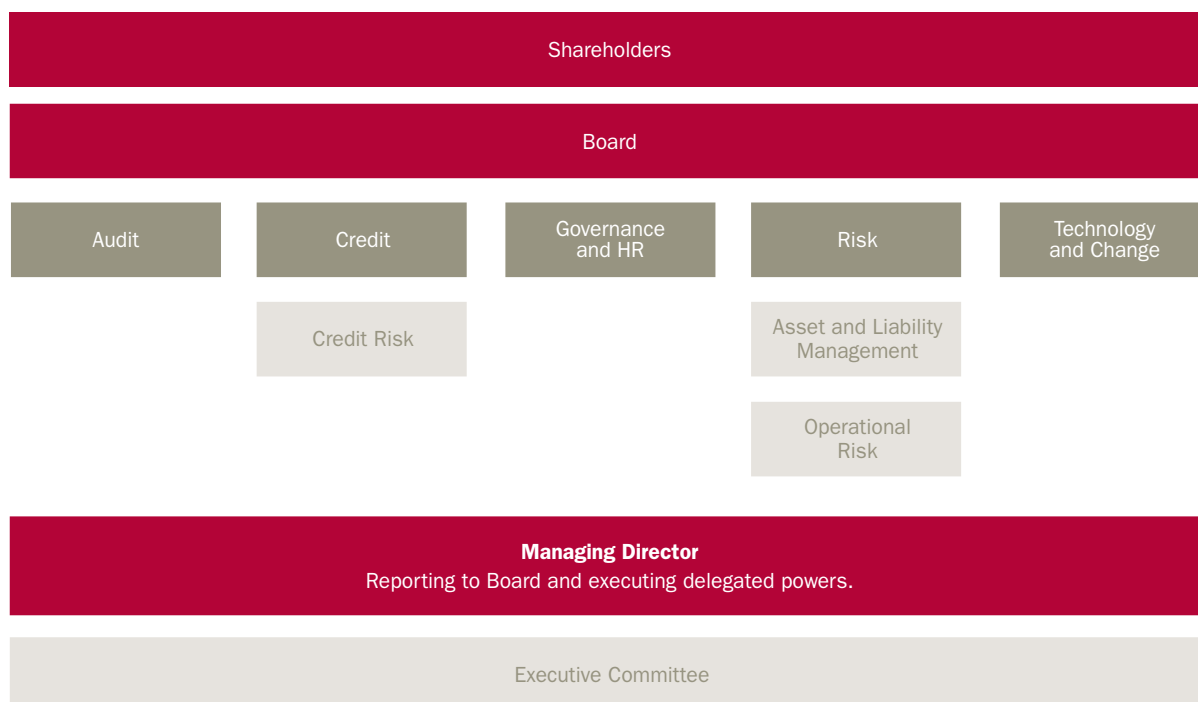 Shareholders
Board
Audit
Credit
Governance
and HR
Risk
Technology
and Change
Credit Risk
Asset and Liability
Management
Operational
Risk
Managing Director
Reporting to Board and executing delegated powers.
Executive Committee